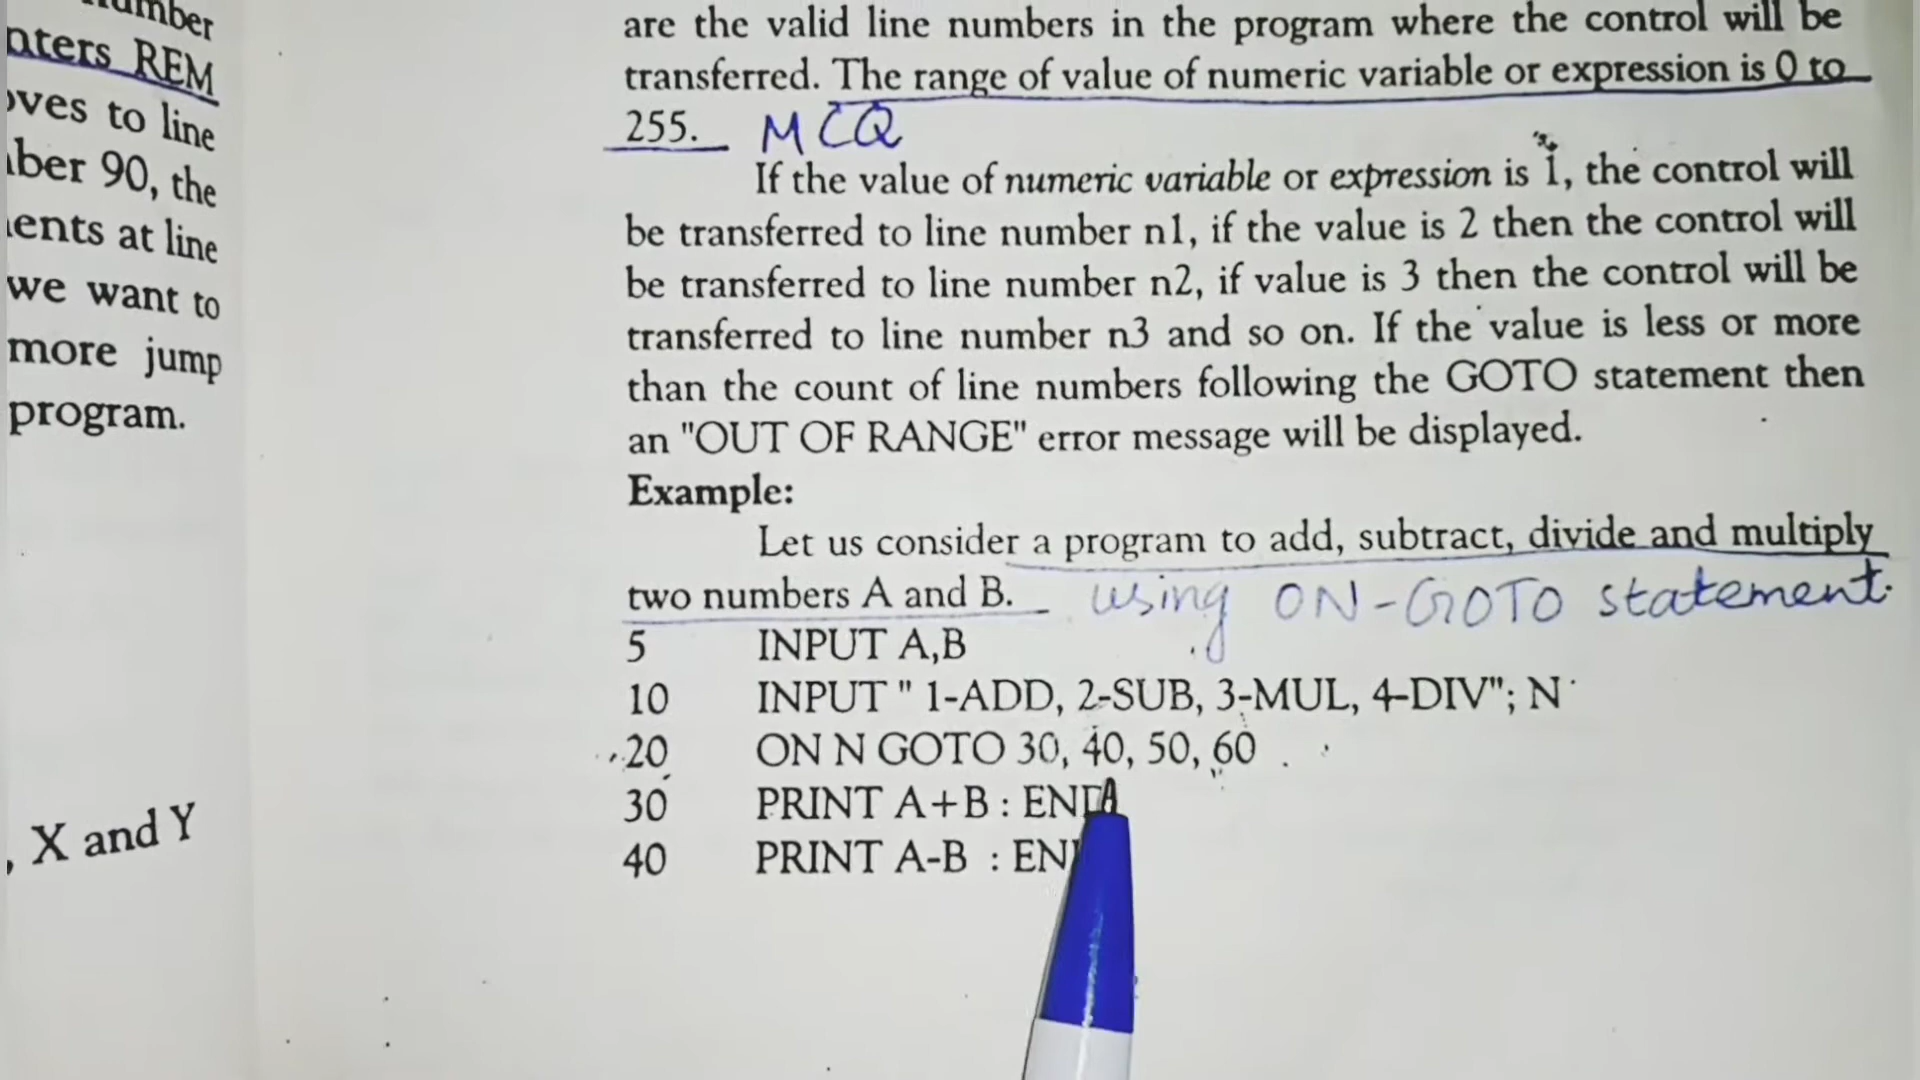 nters REM
ves to line
ber 90, the
ents at line
we want to
more jump
program.
, X and Y
are the valid line numbers in the program where the control will be
transferred. The range of value of numeric variable or expression is 0 to
255. MCQ
If the value of numeric variable or expression is 1, the control will
be transferred to line number n1, if the value is 2 then the control will
be transferred to line number n2, if value is 3 then the control will be
transferred to line number n3 and so on. If the value is less or more
than the count of line numbers following the GOTO statement then
an "OUT OF RANGE" error message will be displayed.
Example:
Let us consider a program to add, subtract, divide and multiply
two numbers A and B. using ON-GOTO statement.
5 INPUT A,B
10 INPUT " 1-ADD, 2-SUB, 3-MUL, 4-DIV"; N
20 ON N GOTO 30, 40, 50, 60
30 PRINT A+B : END
40 PRINT A-B : EN